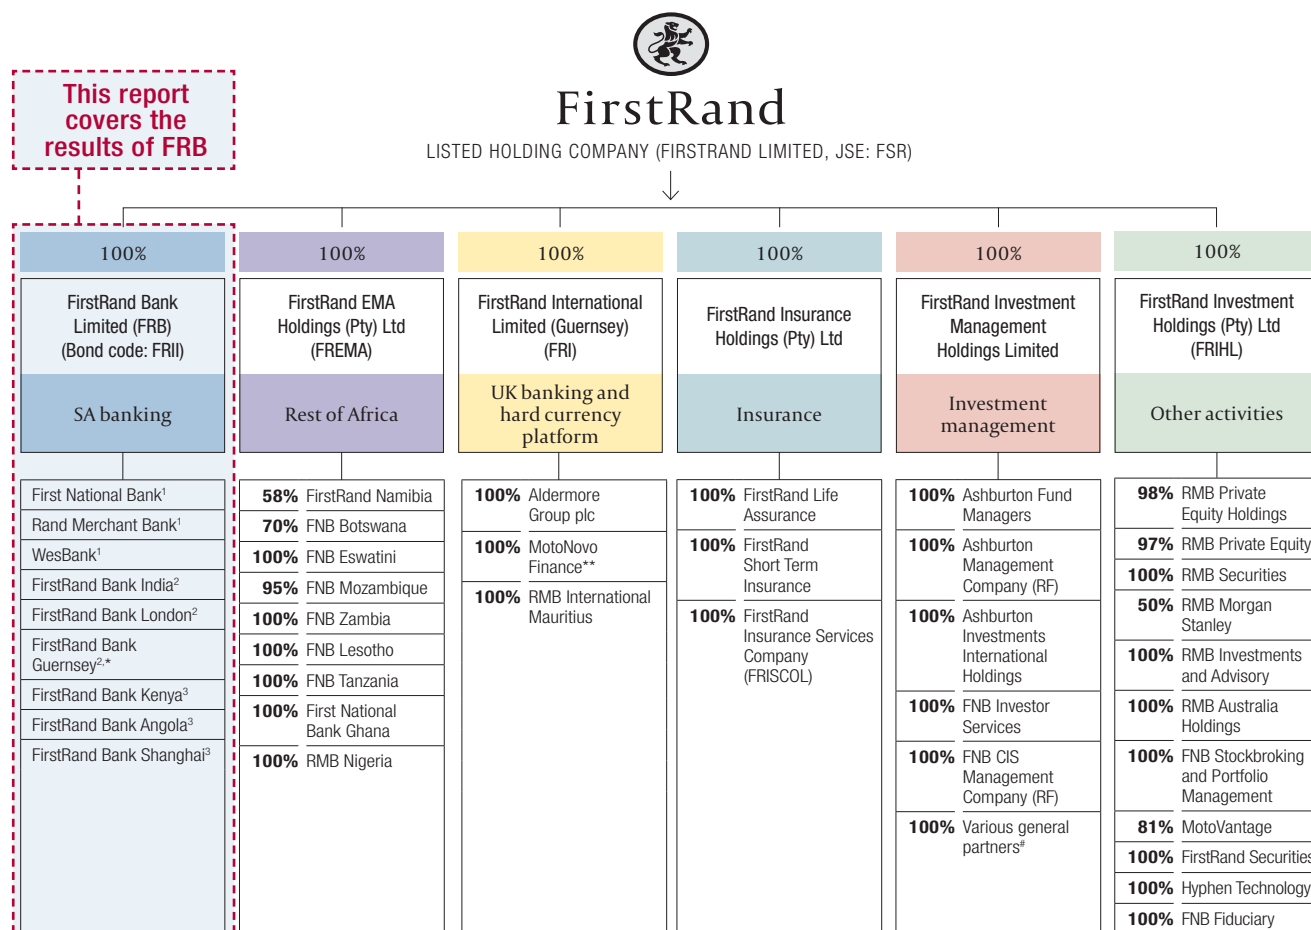 This report
covers the
results of FRB
FirstRand
LISTED HOLDING COMPANY (FIRSTRAND LIMITED, JSE: FSR)
100%
FirstRand Bank
Limited (FRB)
(Bond code: FRII)
SA banking
First National Bank¹
Rand Merchant Bank¹
WesBank¹
FirstRand Bank India²
FirstRand Bank London²
FirstRand Bank
Guernsey²,*
FirstRand Bank Kenya³
FirstRand Bank Angola³
FirstRand Bank Shanghai³
100%
FirstRand EMA
Holdings (Pty) Ltd
(FREMA)
Rest of Africa
58% FirstRand Namibia
70% FNB Botswana
100% FNB Eswatini
95% FNB Mozambique
100% FNB Zambia
100% FNB Lesotho
100% FNB Tanzania
100% First National
Bank Ghana
100% RMB Nigeria
100%
FirstRand International
Limited (Guernsey)
(FRI)
UK banking and
hard currency
platform
100% Aldermore
Group plc
100% MotoNovo
Finance**
100% RMB International
Mauritius
100%
FirstRand Insurance
Holdings (Pty) Ltd
Insurance
100% FirstRand Life
Assurance
100% FirstRand
Short Term
Insurance
100% FirstRand
Insurance Services
Company
(FRISCOL)
100%
FirstRand Investment
Management
Holdings Limited
Investment
management
100% Ashburton Fund
Managers
100% Ashburton
Management
Company (RF)
100% Ashburton
Investments
International
Holdings
100% FNB Investor
Services
100% FNB CIS
Management
Company (RF)
100% Various general
partners#
100%
FirstRand Investment
Holdings (Pty) Ltd
(FRIHL)
Other activities
98% RMB Private
Equity Holdings
97% RMB Private Equity
100% RMB Securities
50% RMB Morgan
Stanley
100% RMB Investments
and Advisory
100% RMB Australia
Holdings
100% FNB Stockbroking
and Portfolio
Management
81% MotoVantage
100% FirstRand Securities
100% Hyphen Technology
100% FNB Fiduciary